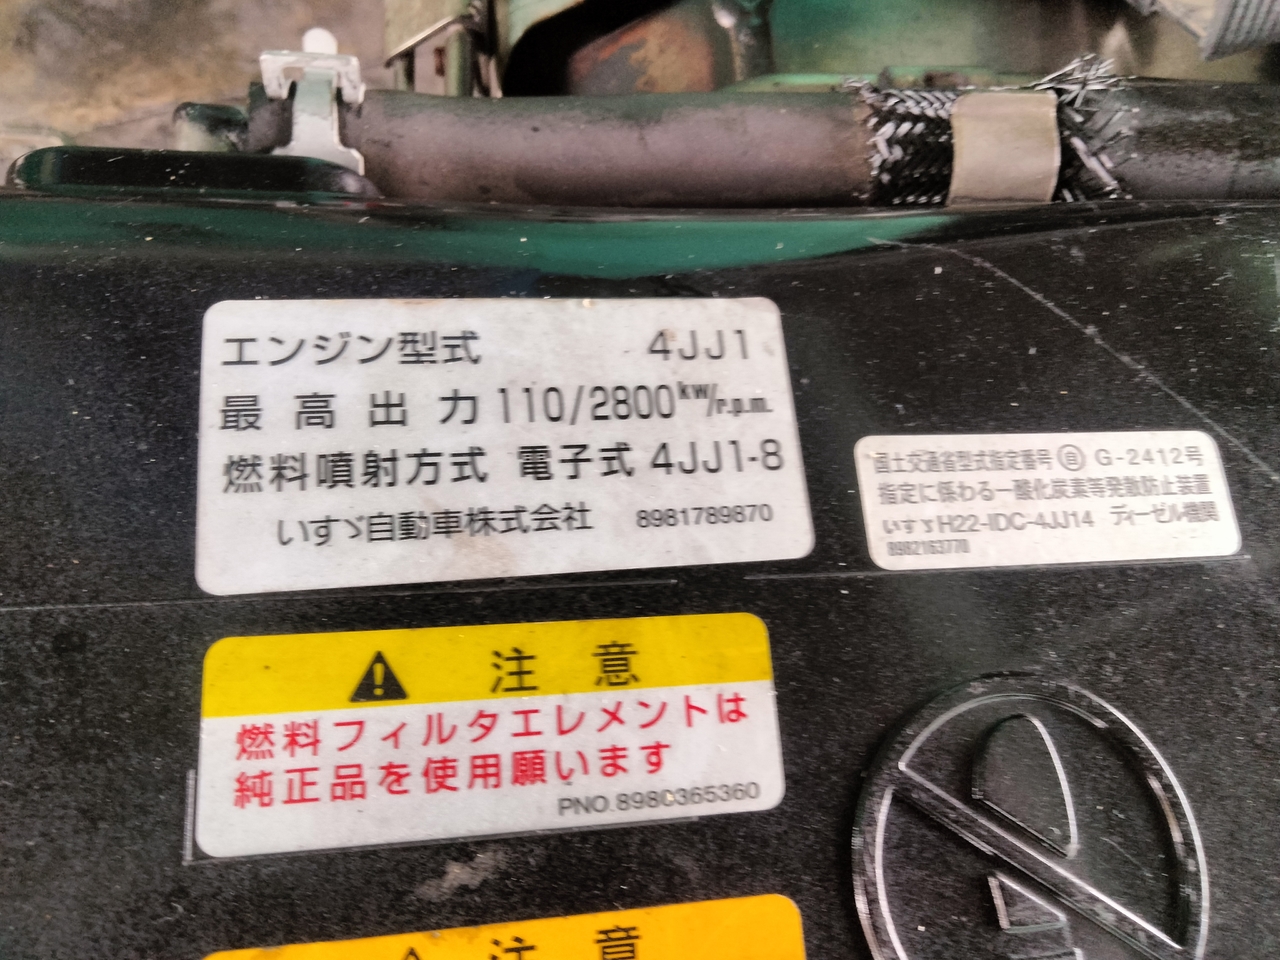 エンジン型式 4JJ1
最高出力 110/2800kw/r.p.m.
燃料噴射方式 電子式 4JJ1-8
いすゞ自動車株式会社 8981789870
国土交通省型式指定番号 自 G-2412号
指定に係わる一酸化炭素等発散防止装置
いすゞH22-IDC-4JJ14 ディーゼル機関
8982163770
注意
燃料フィルタエレメントは
純正品を使用願います
PNO.8980365360
注意